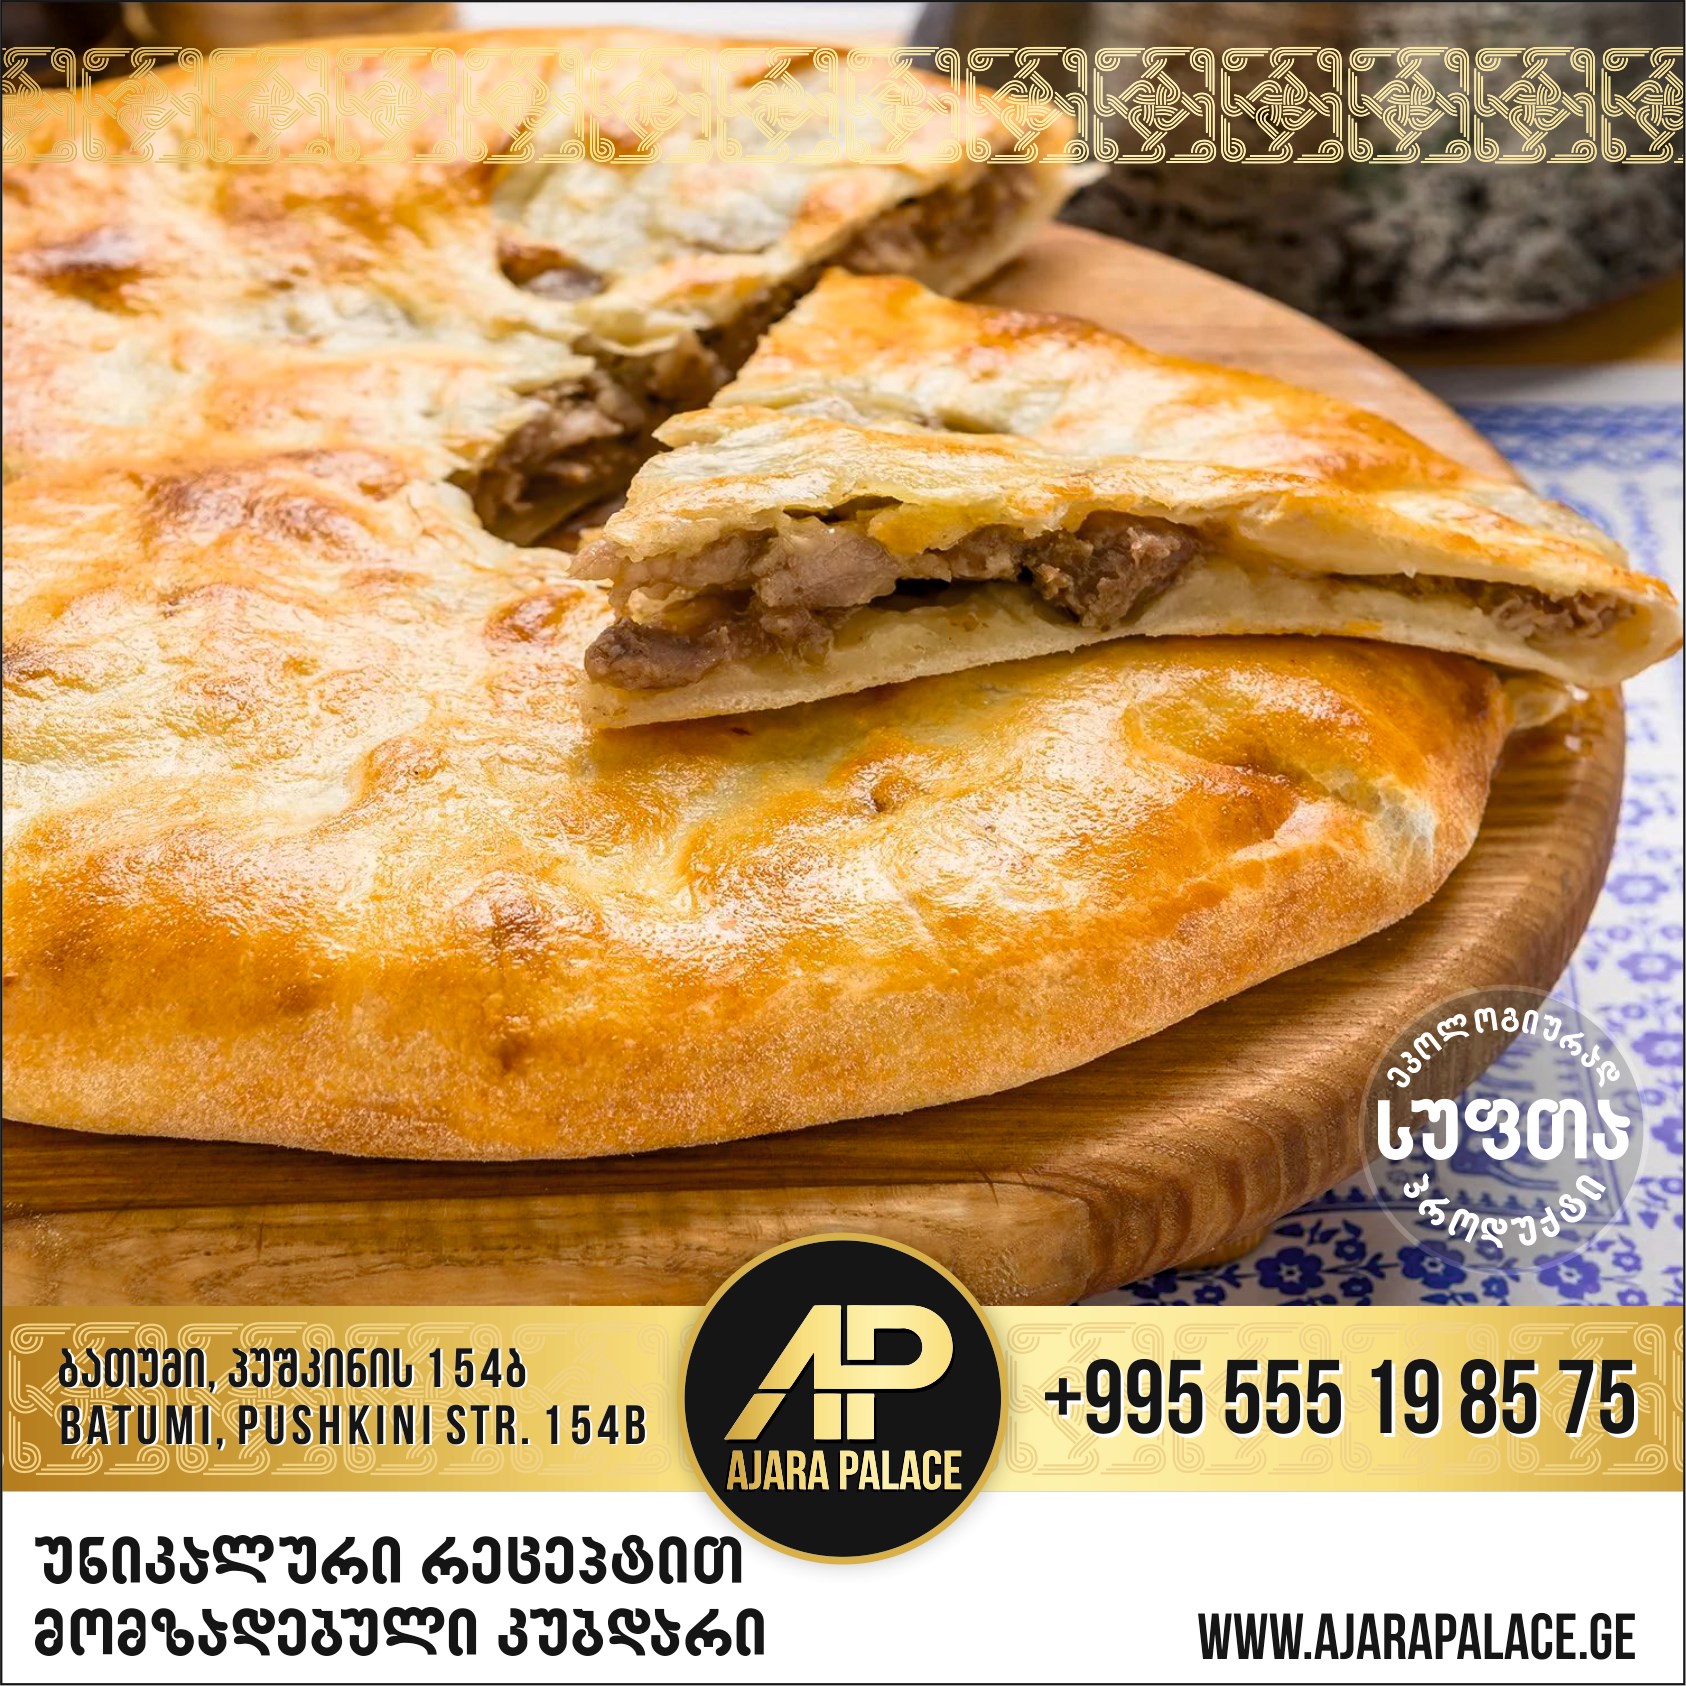 ეკოლოგიურად
სუფთა
პროდუქტი
ბათუმი, პუშკინის 154ბ
BATUMI, PUSHKINI STR. 154B
AP
AJARA PALACE
+995 555 19 85 75
უნიკალური რეცეპტით
მომზადებული კუბდარი
WWW.AJARAPALACE.GE